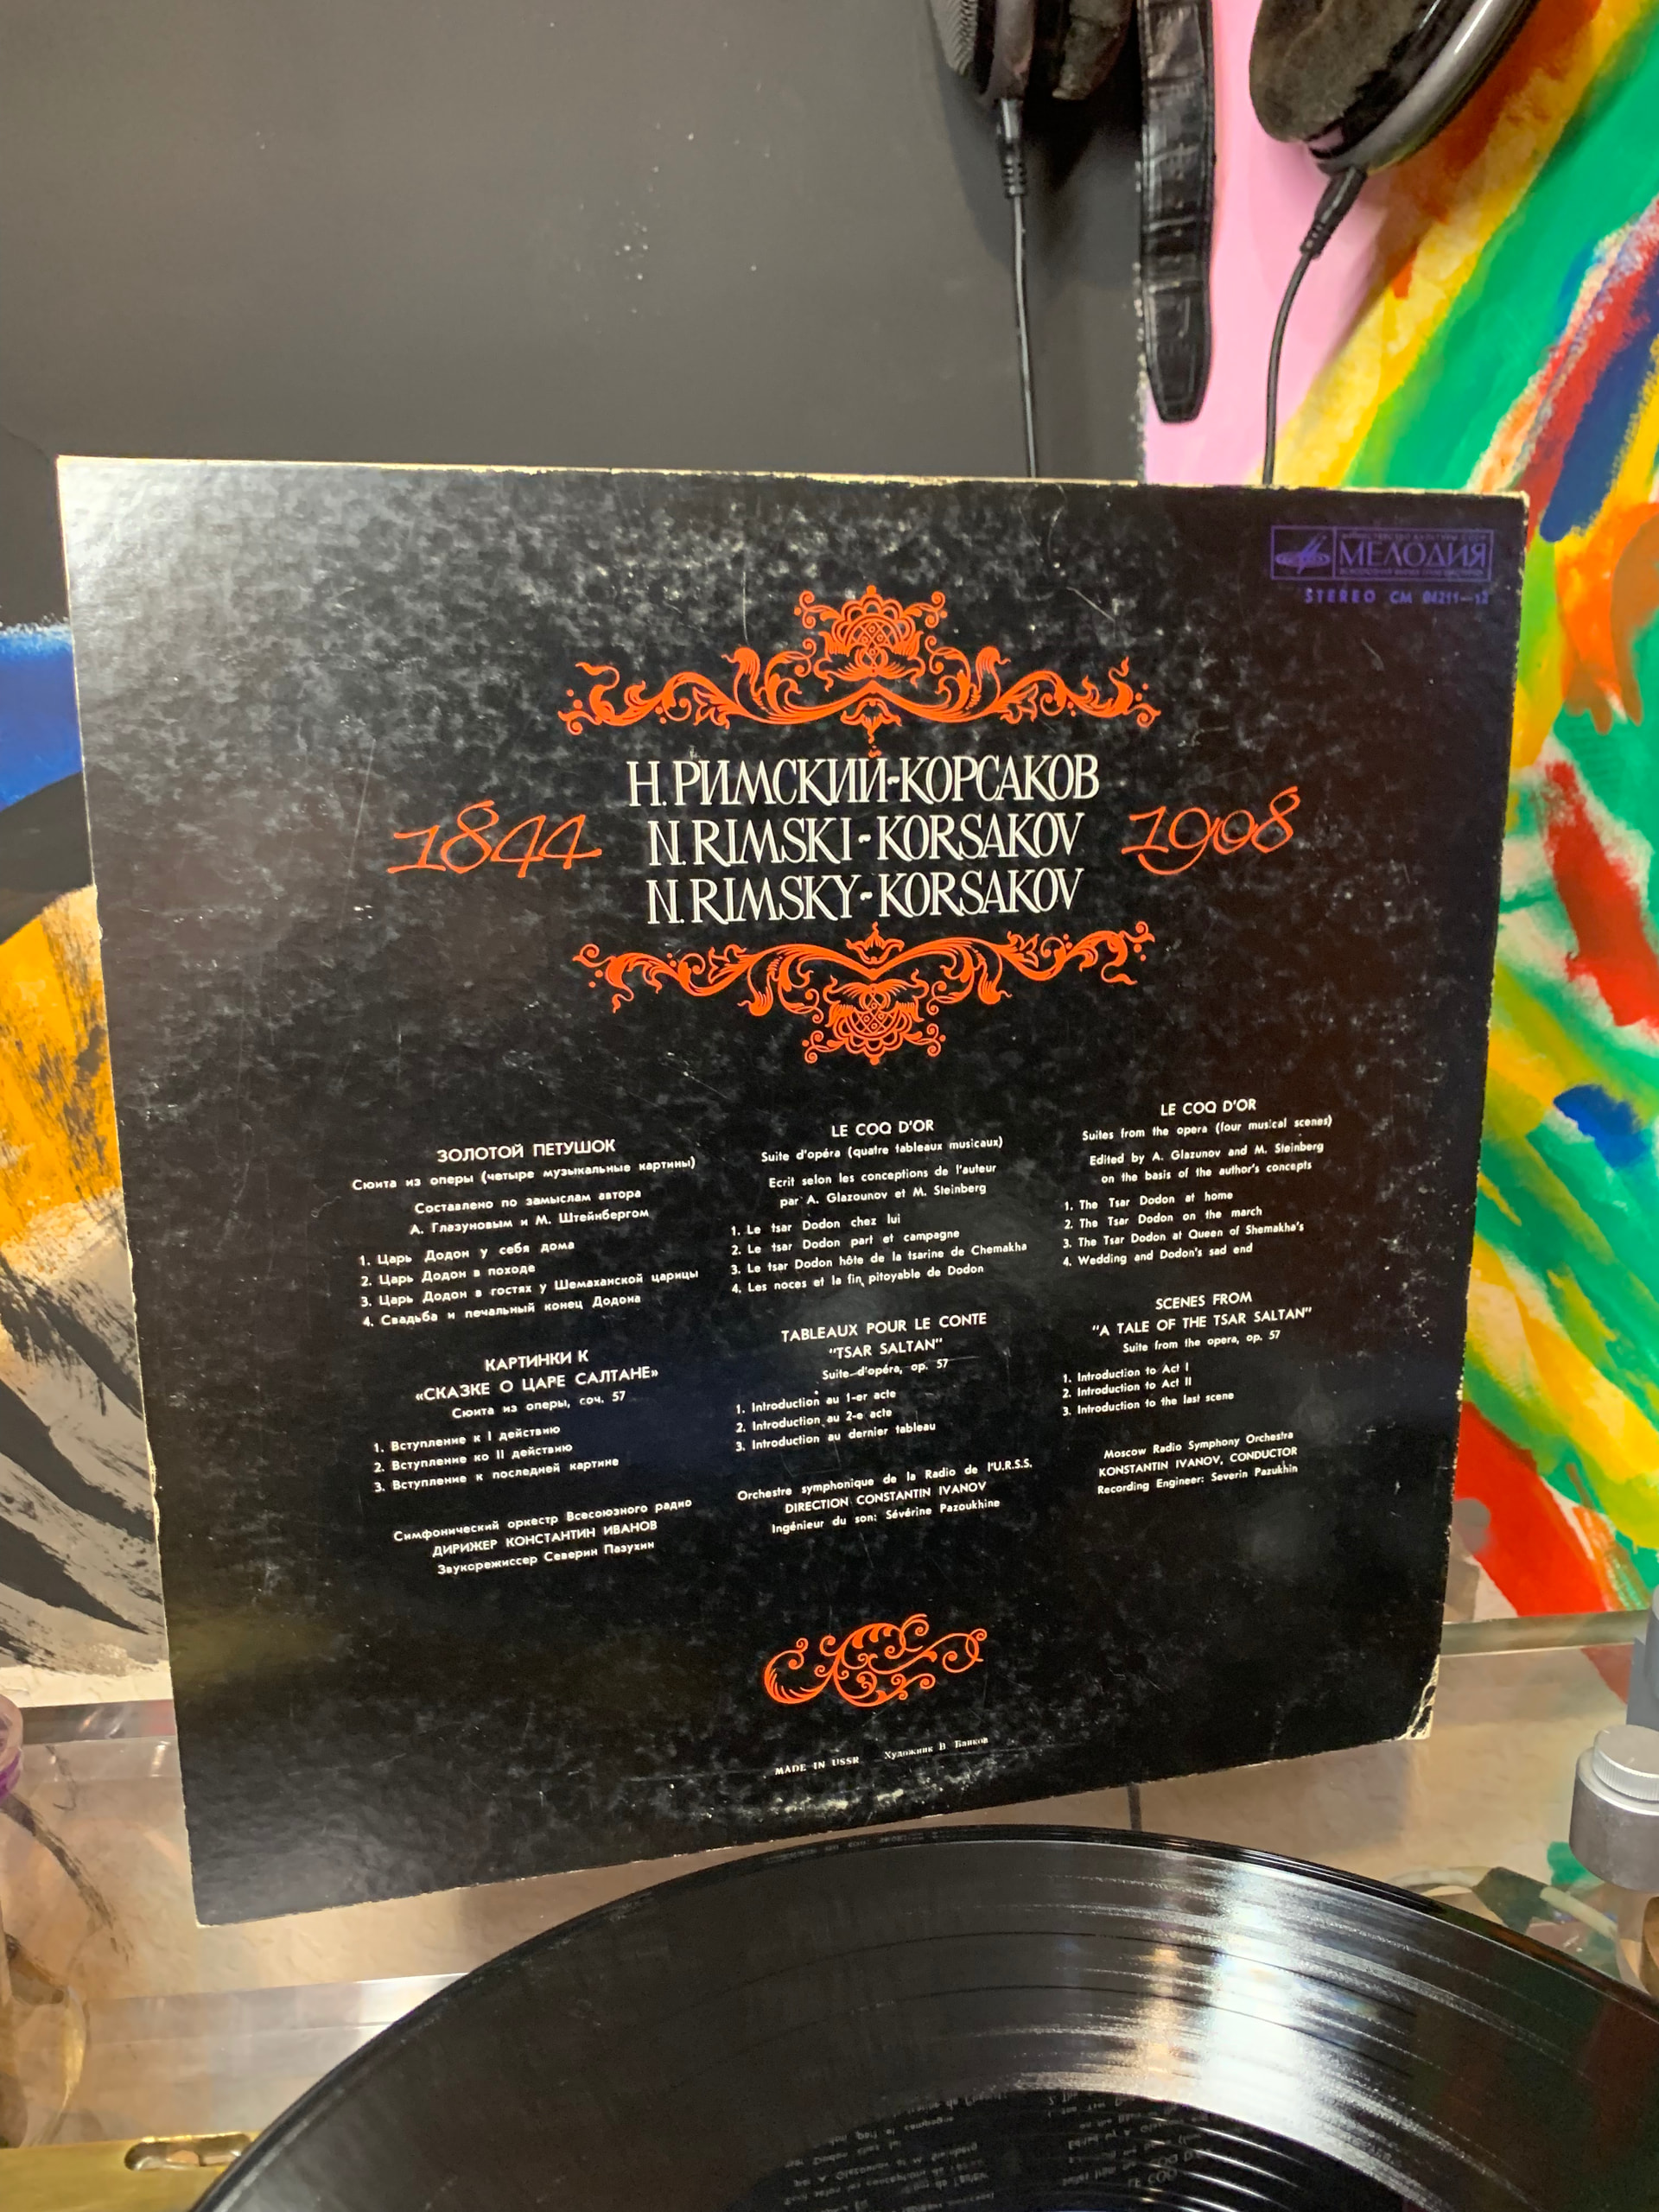 МИНИСТЕРСТВО КУЛЬТУРЫ СССР
МЕЛОДИЯ
STEREO СМ 04211—12
Н. РИМСКИЙ-КОРСАКОВ
1844
N. RIMSKI-KORSAKOV
1908
N. RIMSKY-KORSAKOV
ЗОЛОТОЙ ПЕТУШОК
Сюита из оперы (четыре музыкальные картины)
Составлено по замыслам автора
А. Глазуновым и М. Штейнбергом
1. Царь Додон у себя дома
2. Царь Додон в походе
3. Царь Додон в гостях у Шемаханской царицы
4. Свадьба и печальный конец Додона
КАРТИНКИ К
«СКАЗКЕ О ЦАРЕ САЛТАНЕ»
Сюита из оперы, соч. 57
1. Вступление к I действию
2. Вступление ко II действию
3. Вступление к последней картине
Симфонический оркестр Всесоюзного радио
ДИРИЖЕР КОНСТАНТИН ИВАНОВ
Звукорежиссер Северин Пазухин
LE COQ D'OR
Suite d'opéra (quatre tableaux musicaux)
Ecrit selon les conceptions de l'auteur
par A. Glazounov et M. Steinberg
1. Le tsar Dodon chez lui
2. Le tsar Dodon part et campagne
3. Le tsar Dodon hôte de la tsarine de Chemakha
4. Les noces et la fin pitoyable de Dodon
TABLEAUX POUR LE CONTE
"TSAR SALTAN"
Suite d'opéra, op. 57
1. Introduction au 1-er acte
2. Introduction au 2-e acte
3. Introduction au dernier tableau
Orchestre symphonique de la Radio de l'U.R.S.S.
DIRECTION CONSTANTIN IVANOV
Ingénieur du son: Sévérine Pazoukhine
LE COQ D'OR
Suites from the opera (four musical scenes)
Edited by A. Glazunov and M. Steinberg
on the basis of the author's concepts
1. The Tsar Dodon at home
2. The Tsar Dodon on the march
3. The Tsar Dodon at Queen of Shemakha's
4. Wedding and Dodon's sad end
SCENES FROM
"A TALE OF THE TSAR SALTAN"
Suite from the opera, op. 57
1. Introduction to Act I
2. Introduction to Act II
3. Introduction to the last scene
Moscow Radio Symphony Orchestra
KONSTANTIN IVANOV, CONDUCTOR
Recording Engineer: Severin Pazukhin
MADE IN USSR Художник В.